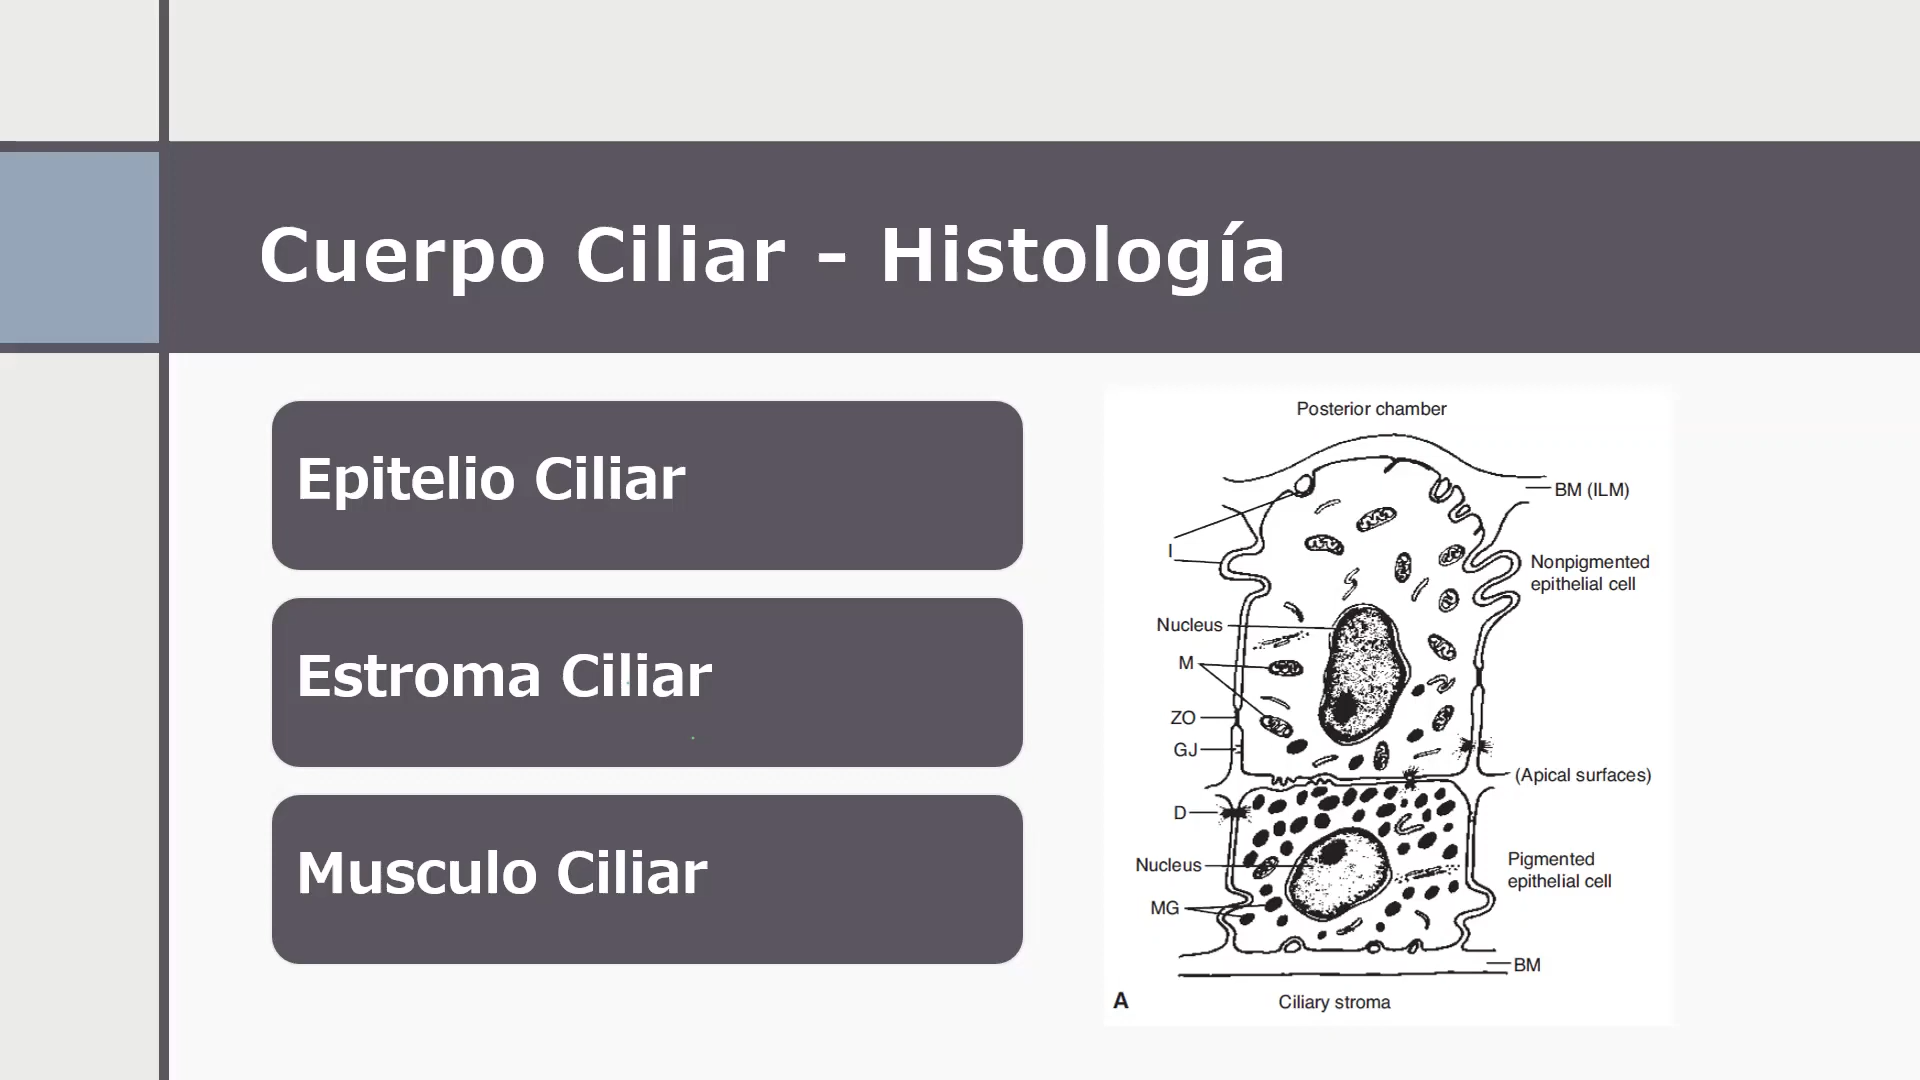 Cuerpo Ciliar - Histología
Epitelio Ciliar
Estroma Ciliar
Musculo Ciliar
Posterior chamber
BM (ILM)
I
Nonpigmented
epithelial cell
Nucleus
M
ZO
GJ
(Apical surfaces)
D
Pigmented
epithelial cell
Nucleus
MG
BM
A
Ciliary stroma